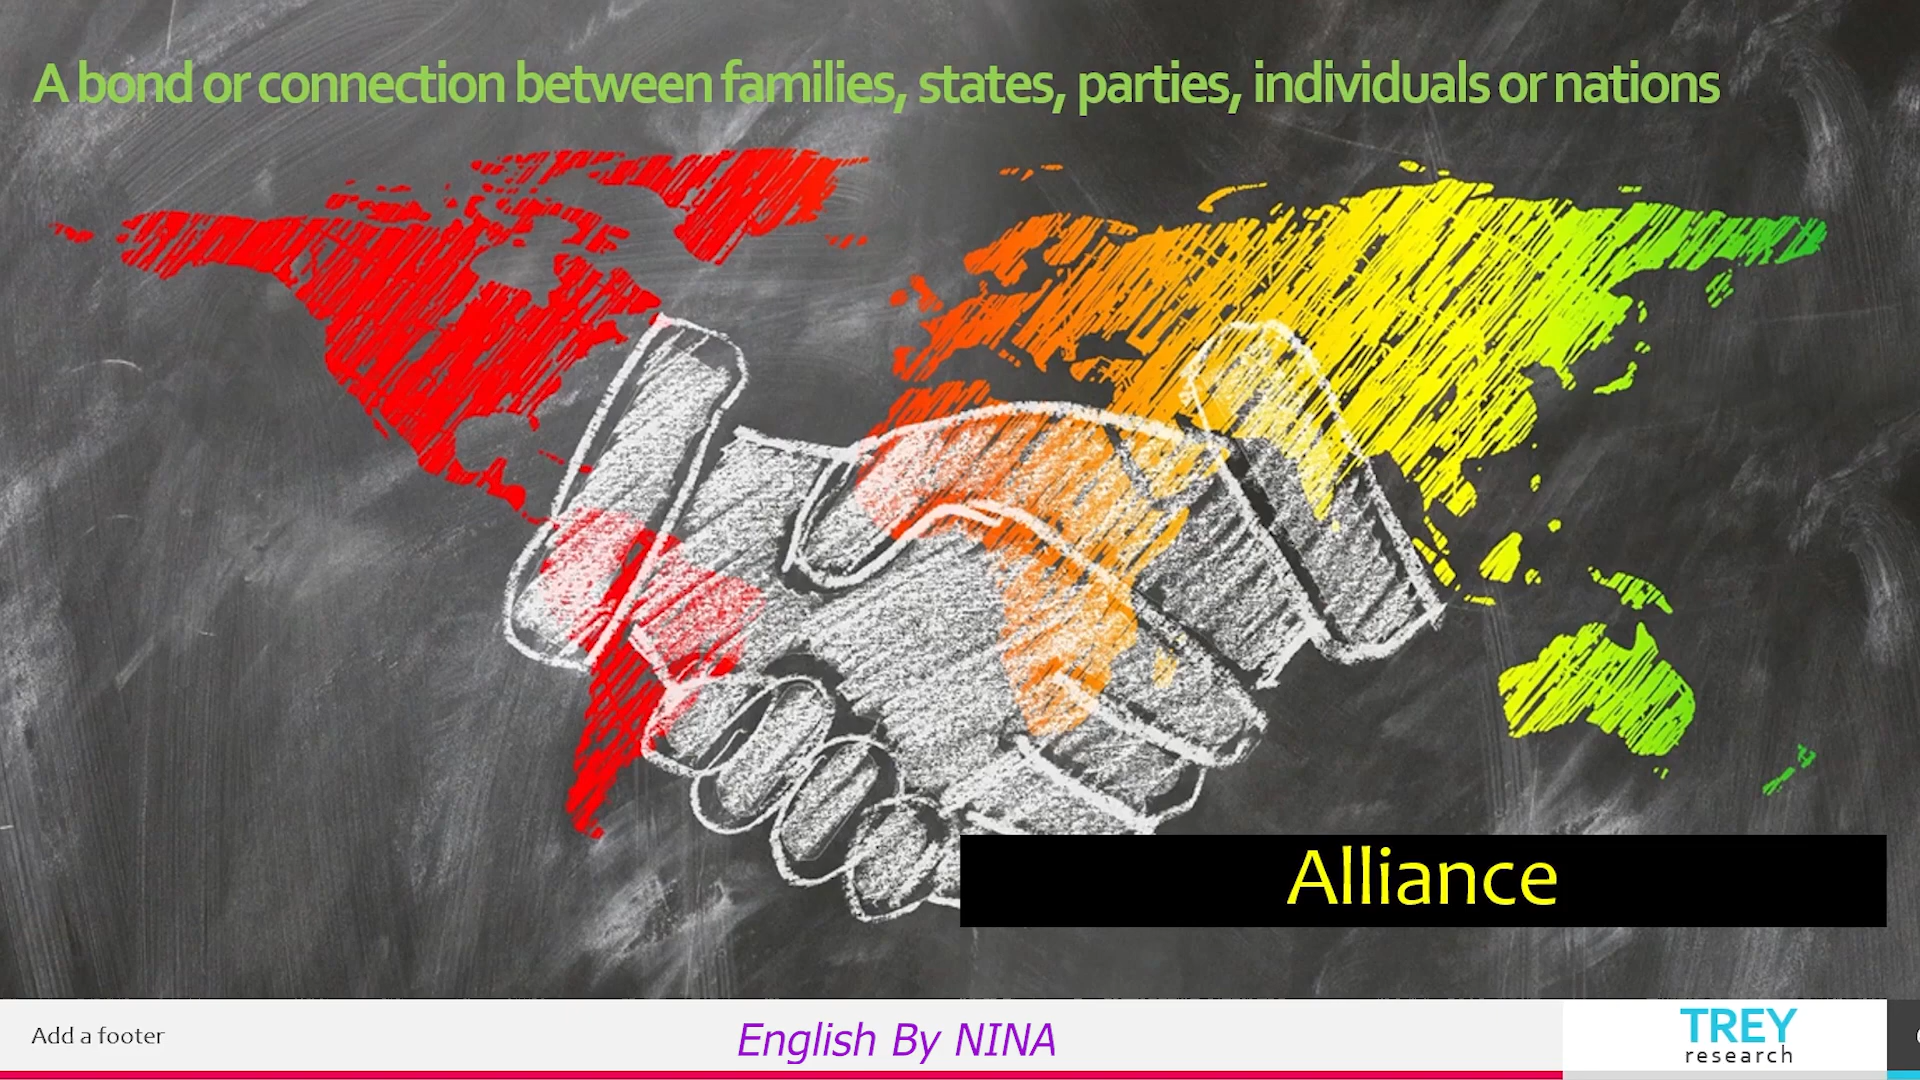 A bond or connection between families, states, parties, individuals or nations
Alliance
Add a footer
English By NINA
TREY
research